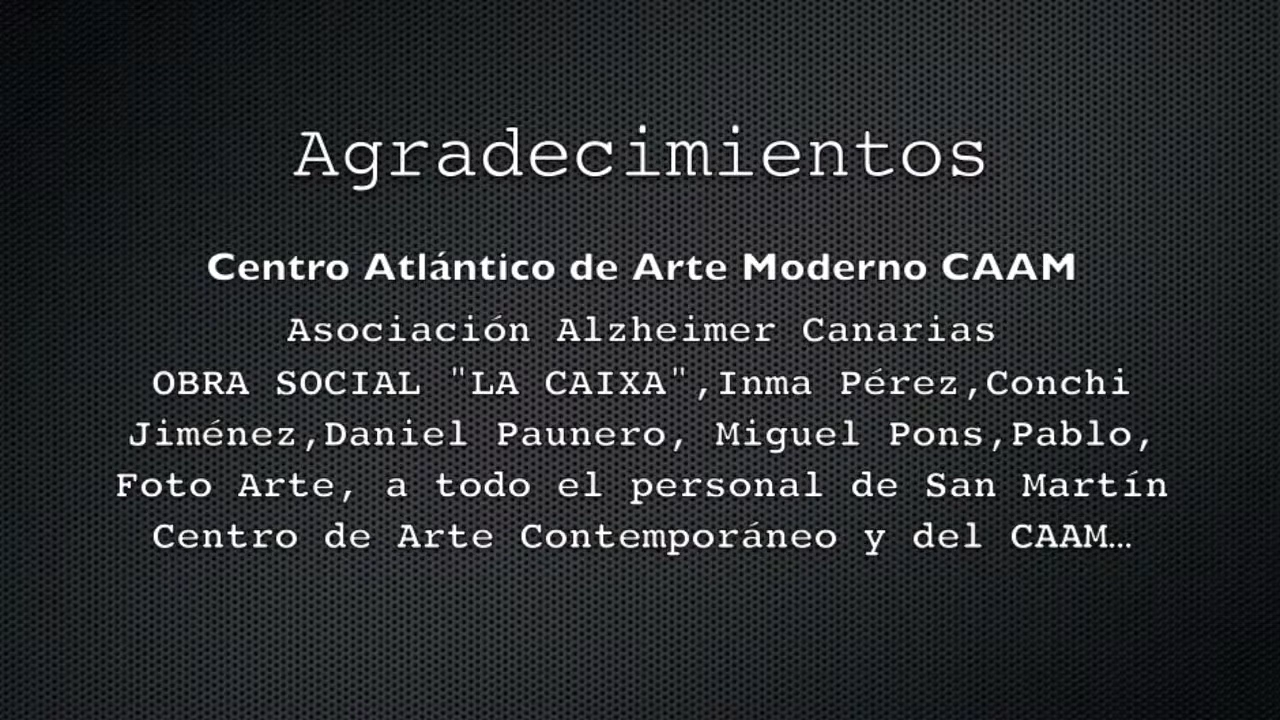 Agradecimientos
Centro Atlántico de Arte Moderno CAAM
Asociación Alzheimer Canarias
OBRA SOCIAL "LA CAIXA",Inma Pérez,Conchi
Jiménez,Daniel Paunero, Miguel Pons,Pablo,
Foto Arte, a todo el personal de San Martín
Centro de Arte Contemporáneo y del CAAM…